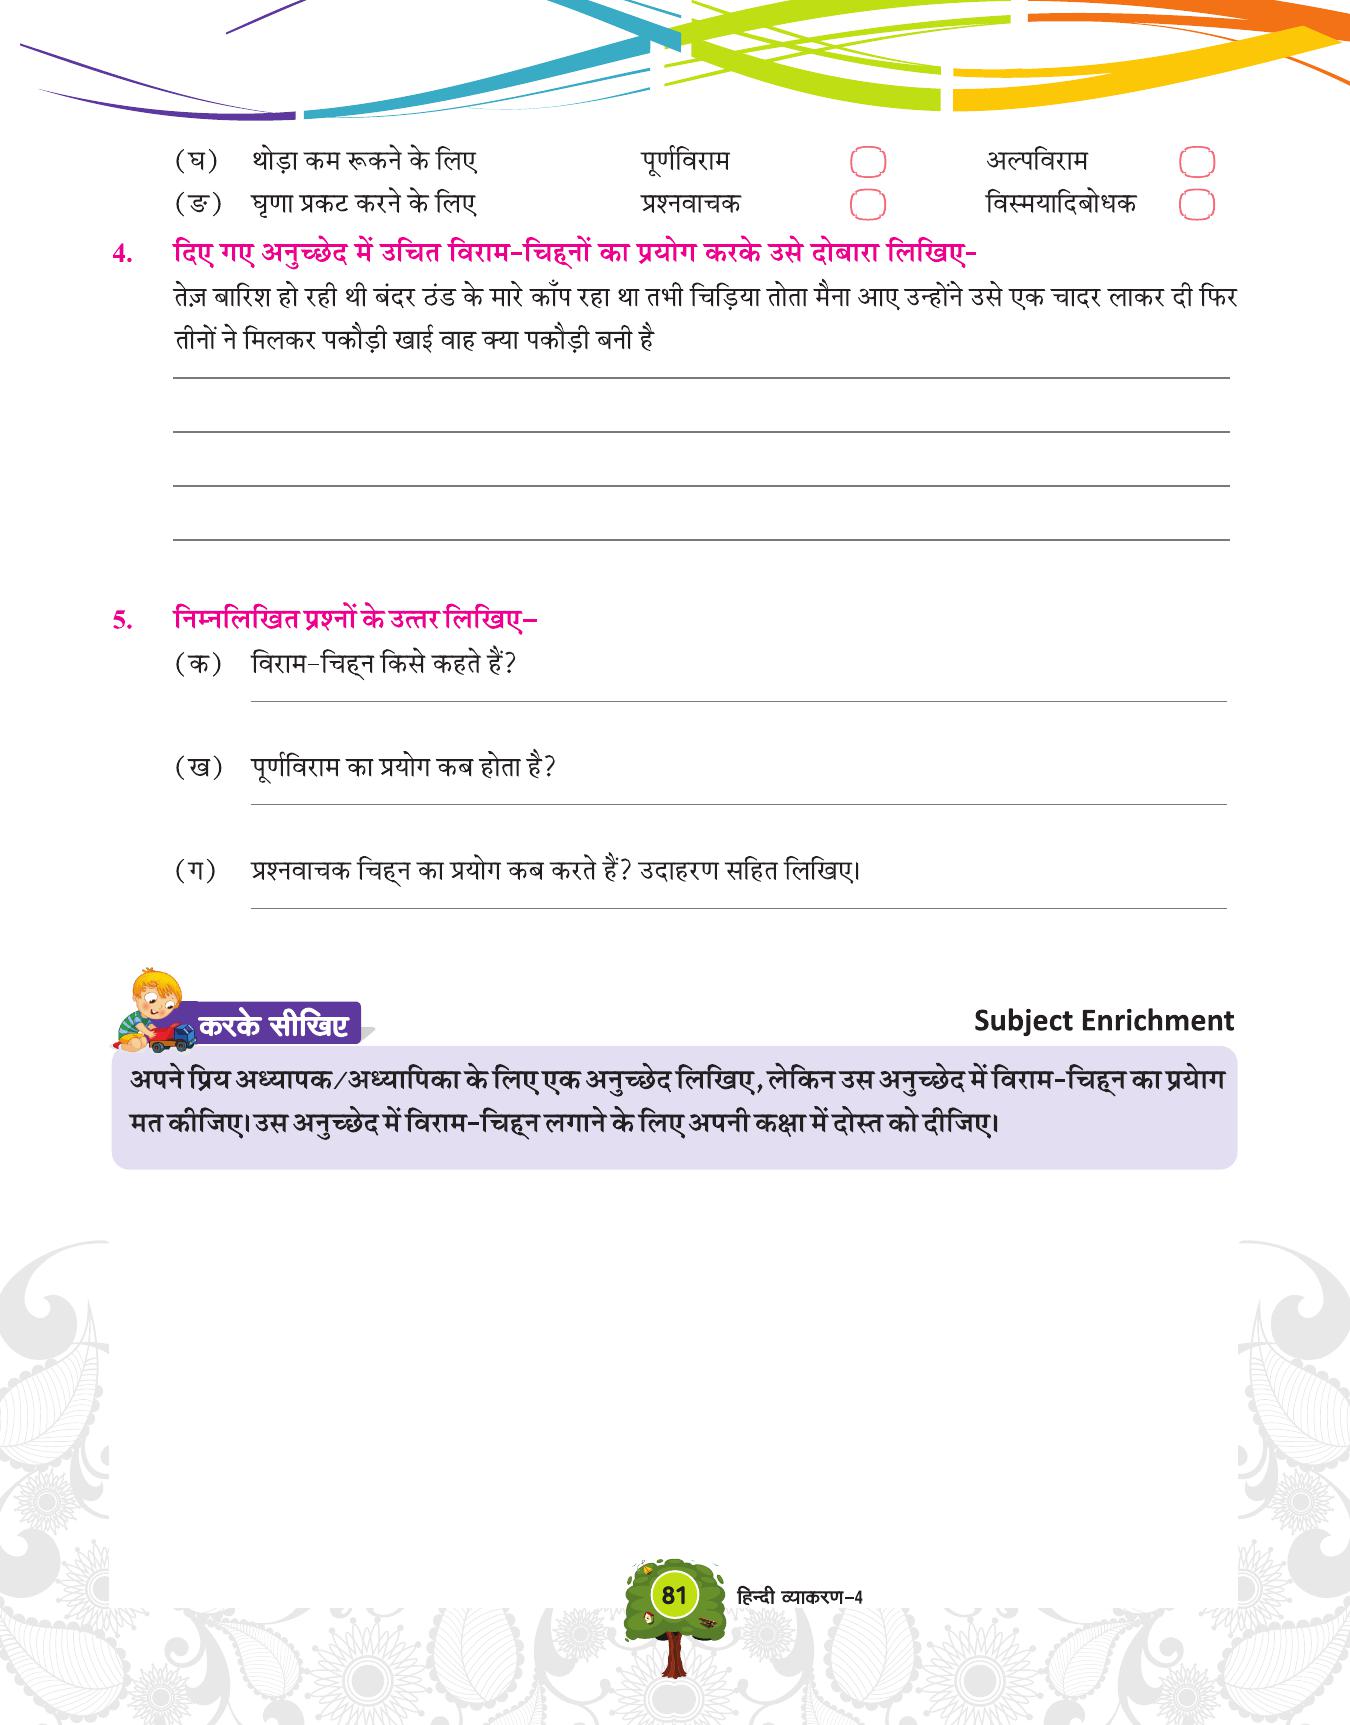 (घ) थोड़ा कम रूकने के लिए पूर्णविराम अल्पविराम
(ङ) घृणा प्रकट करने के लिए प्रश्नवाचक विस्मयादिबोधक
4. दिए गए अनुच्छेद में उचित विराम-चिह्नों का प्रयोग करके उसे दोबारा लिखिए-
तेज़ बारिश हो रही थी बंदर ठंड के मारे काँप रहा था तभी चिड़िया तोता मैना आए उन्होंने उसे एक चादर लाकर दी फिर
तीनों ने मिलकर पकौड़ी खाई वाह क्या पकौड़ी बनी है
5. निम्नलिखित प्रश्नों के उत्तर लिखिए-
(क) विराम-चिह्न किसे कहते हैं?
(ख) पूर्णविराम का प्रयोग कब होता है?
(ग) प्रश्नवाचक चिह्न का प्रयोग कब करते हैं? उदाहरण सहित लिखिए।
करके सीखिए Subject Enrichment
अपने प्रिय अध्यापक/अध्यापिका के लिए एक अनुच्छेद लिखिए, लेकिन उस अनुच्छेद में विराम-चिह्न का प्रयेाग
मत कीजिए। उस अनुच्छेद में विराम-चिह्न लगाने के लिए अपनी कक्षा में दोस्त को दीजिए।
81 हिन्दी व्याकरण-4